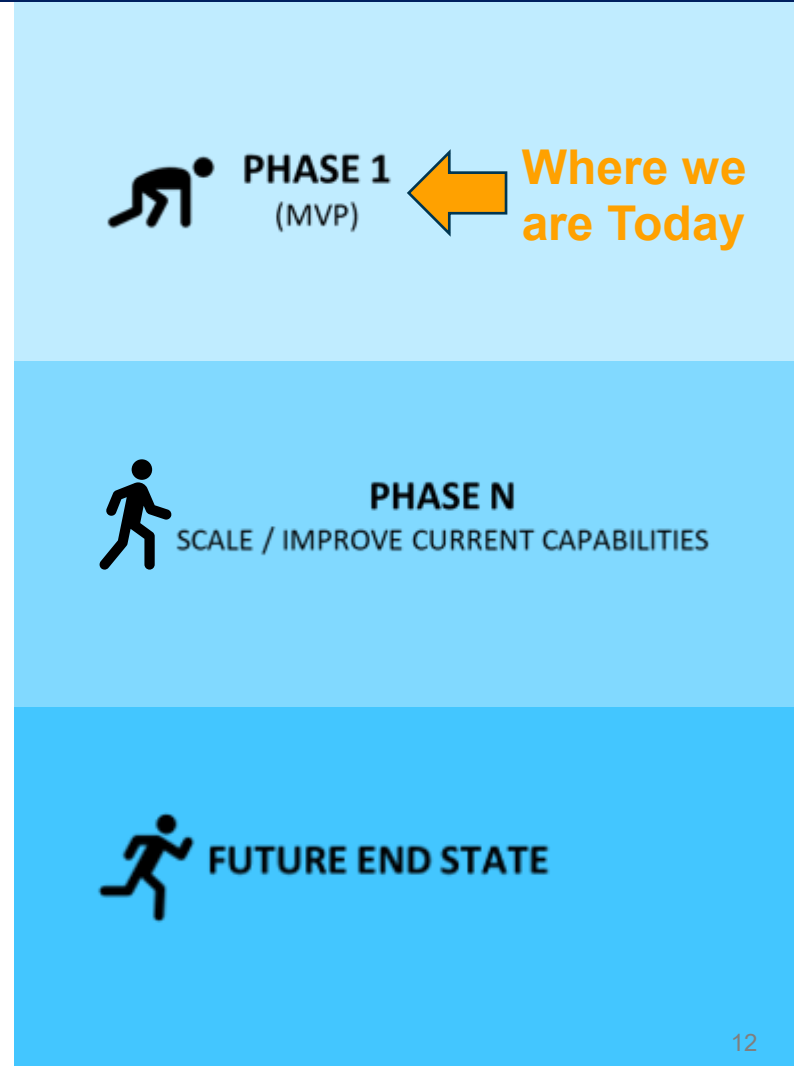 PHASE 1
(MVP)
Where we
are Today
PHASE N
SCALE / IMPROVE CURRENT CAPABILITIES
FUTURE END STATE
12